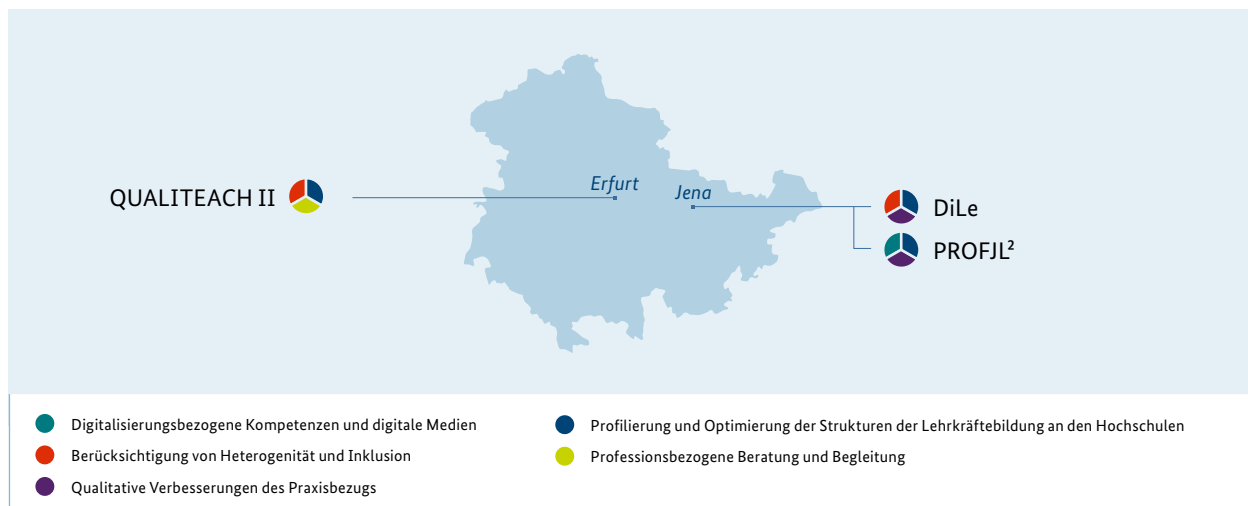 QUALITEACH II
Erfurt
Jena
DiLe
PROFJL²
Digitalisierungsbezogene Kompetenzen und digitale Medien
Berücksichtigung von Heterogenität und Inklusion
Qualitative Verbesserungen des Praxisbezugs
Profilierung und Optimierung der Strukturen der Lehrkräftebildung an den Hochschulen
Professionsbezogene Beratung und Begleitung